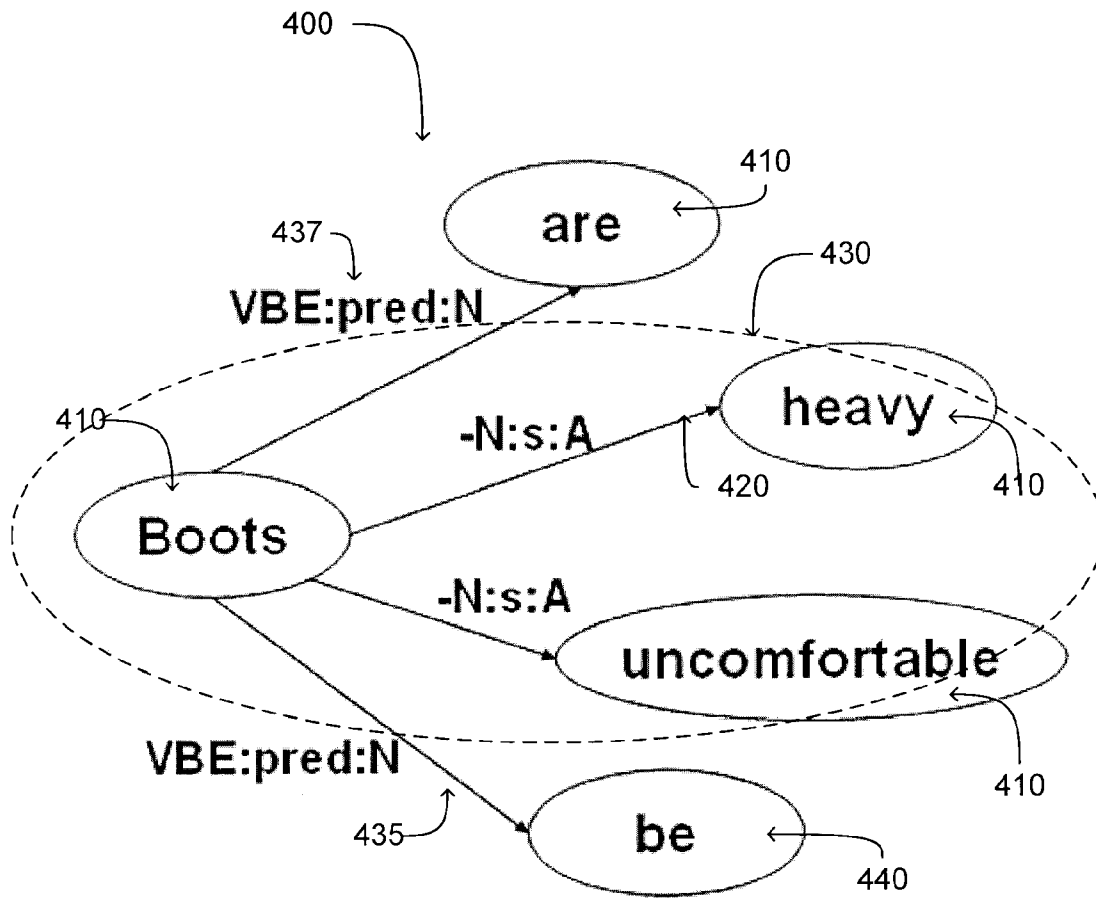 400
410
are
437
430
VBE:pred:N
heavy
410
-N:s:A
420
410
Boots
-N:s:A
uncomfortable
VBE:pred:N
410
435
be
440